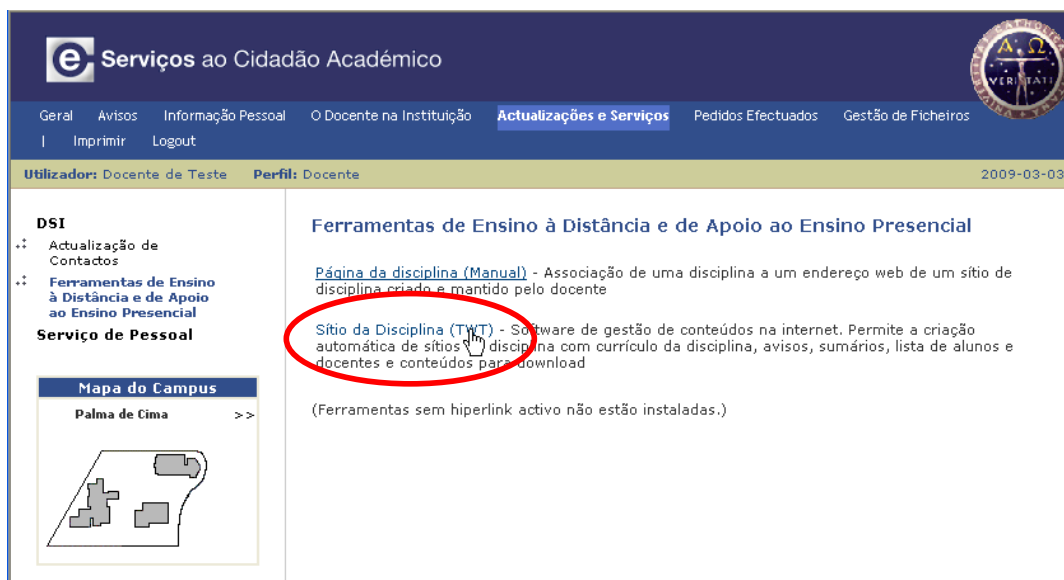 e Serviços ao Cidadão Académico
A. Ω.
VERITATI
Geral Avisos Informação Pessoal O Docente na Instituição Actualizações e Serviços Pedidos Efectuados Gestão de Ficheiros
| Imprimir Logout
Utilizador: Docente de Teste Perfil: Docente 2009-03-03
DSI
Actualização de
Contactos
Ferramentas de Ensino
à Distância e de Apoio
ao Ensino Presencial
Serviço de Pessoal
Mapa do Campus
Palma de Cima >>
Ferramentas de Ensino à Distância e de Apoio ao Ensino Presencial
Página da disciplina (Manual) - Associação de uma disciplina a um endereço web de um sítio de
disciplina criado e mantido pelo docente
Sítio da Disciplina (TWT) - Software de gestão de conteúdos na internet. Permite a criação
automática de sítios disciplina com currículo da disciplina, avisos, sumários, lista de alunos e
docentes e conteúdos para download
(Ferramentas sem hiperlink activo não estão instaladas.)